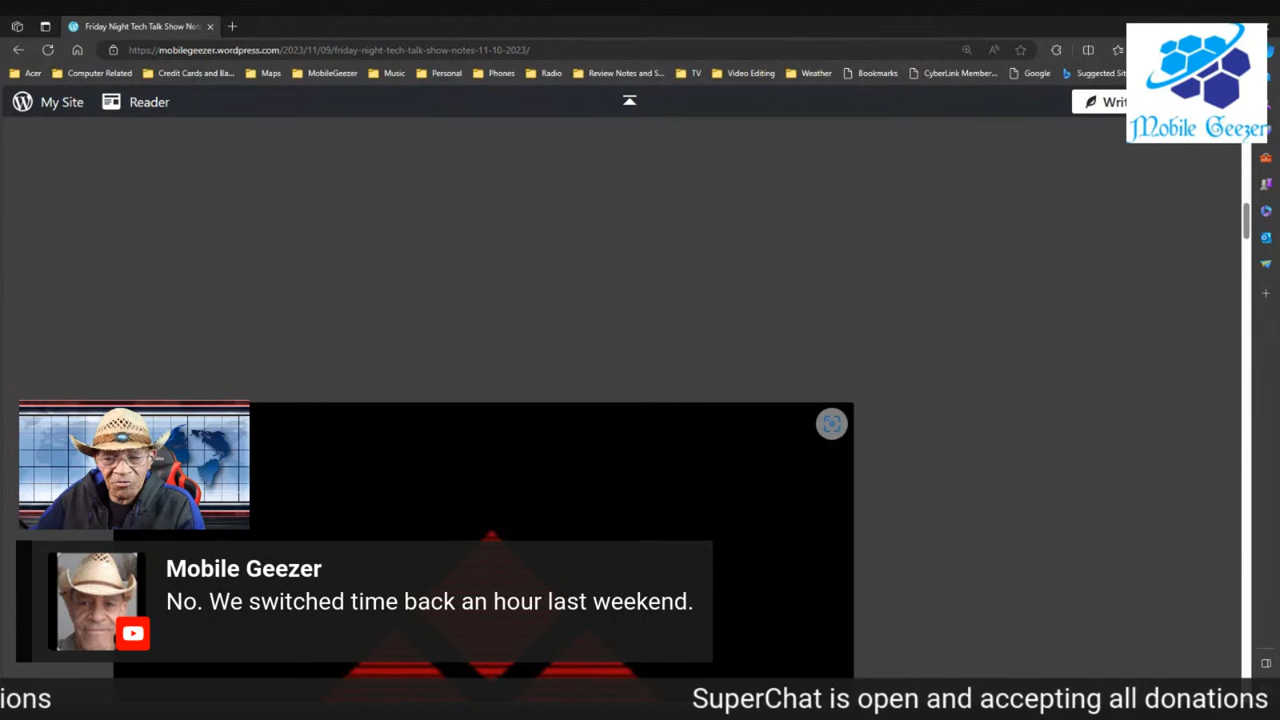 Friday Night Tech Talk Show Not
https://mobilegeezer.wordpress.com/2023/11/09/friday-night-tech-talk-show-notes-11-10-2023/
Acer Computer Related Credit Cards and Ba... Maps MobileGeezer Music Personal Phones Radio Review Notes and S... TV Video Editing Weather Bookmarks CyberLink Member... Google Suggested Sit
My Site Reader Writ
Mobile Geezer
Mobile Geezer
No. We switched time back an hour last weekend.
ions SuperChat is open and accepting all donations